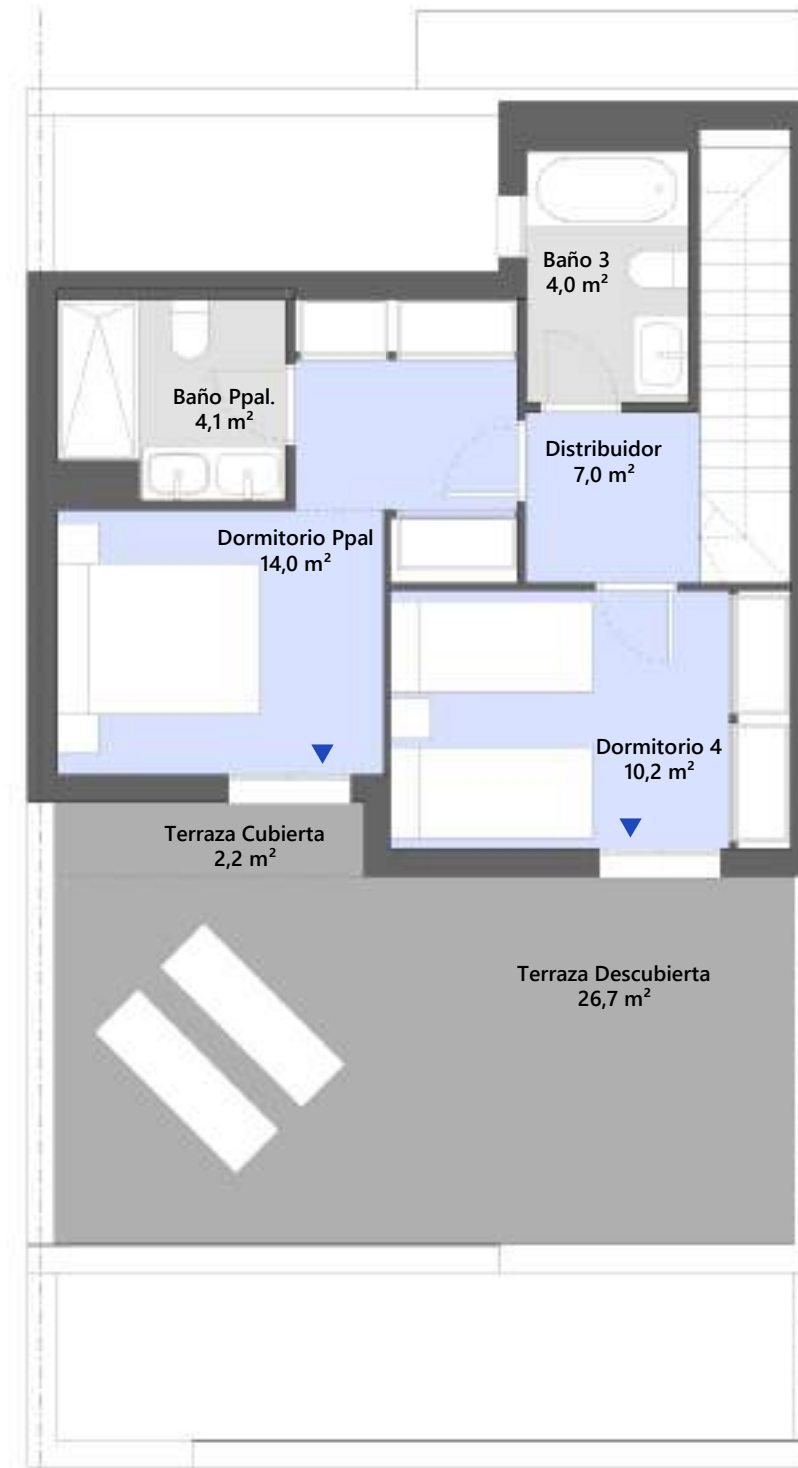 Baño 3
4,0 m²
Baño Ppal.
4,1 m²
Distribuidor
7,0 m²
Dormitorio Ppal
14,0 m²
Dormitorio 4
10,2 m²
Terraza Cubierta
2,2 m²
Terraza Descubierta
26,7 m²